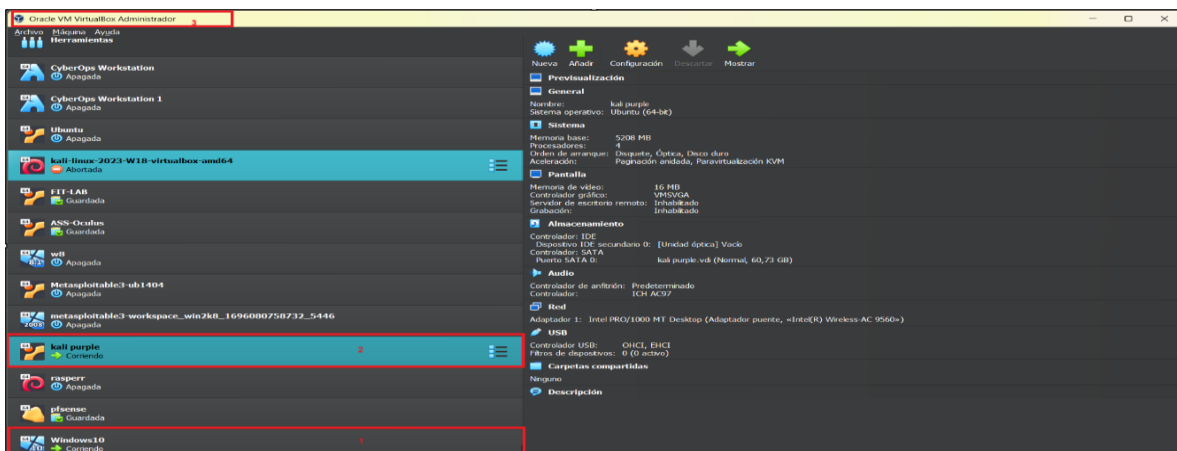 Oracle VM VirtualBox Administrador
3
Archivo Máquina Ayuda
Herramientas
CyberOps Workstation
Apagada
CyberOps Workstation 1
Apagada
Ubuntu
Apagada
kali-linux-2023-W18-virtualbox-amd64
Abortada
FIT-LAB
Guardada
ASS-Oculus
Guardada
w8
Apagada
Metasploitable3-ub1404
Apagada
metasploitable3-workspace_win2k8_1696080758732_5446
Apagada
kali purple
2
Corriendo
rasperr
Apagada
pfsense
Guardada
Windows10
1
Corriendo
Nueva Añadir Configuración Descartar Mostrar
Previsualización
General
Nombre: kali purple
Sistema operativo: Ubuntu (64-bit)
Sistema
Memoria base: 5208 MB
Procesadores: 4
Orden de arranque: Disquete, Óptica, Disco duro
Aceleración: Paginación anidada, Paravirtualización KVM
Pantalla
Memoria de vídeo: 16 MB
Controlador gráfico: VMSVGA
Servidor de escritorio remoto: Inhabilitado
Grabación: Inhabilitado
Almacenamiento
Controlador: IDE
Dispositivo IDE secundario 0: [Unidad óptica] Vacío
Controlador: SATA
Puerto SATA 0: kali purple.vdi (Normal, 60,73 GB)
Audio
Controlador de anfitrión: Predeterminado
Controlador: ICH AC97
Red
Adaptador 1: Intel PRO/1000 MT Desktop (Adaptador puente, «Intel(R) Wireless-AC 9560»)
USB
Controlador USB: OHCI, EHCI
Filtros de dispositivos: 0 (0 activo)
Carpetas compartidas
Ninguno
Descripción